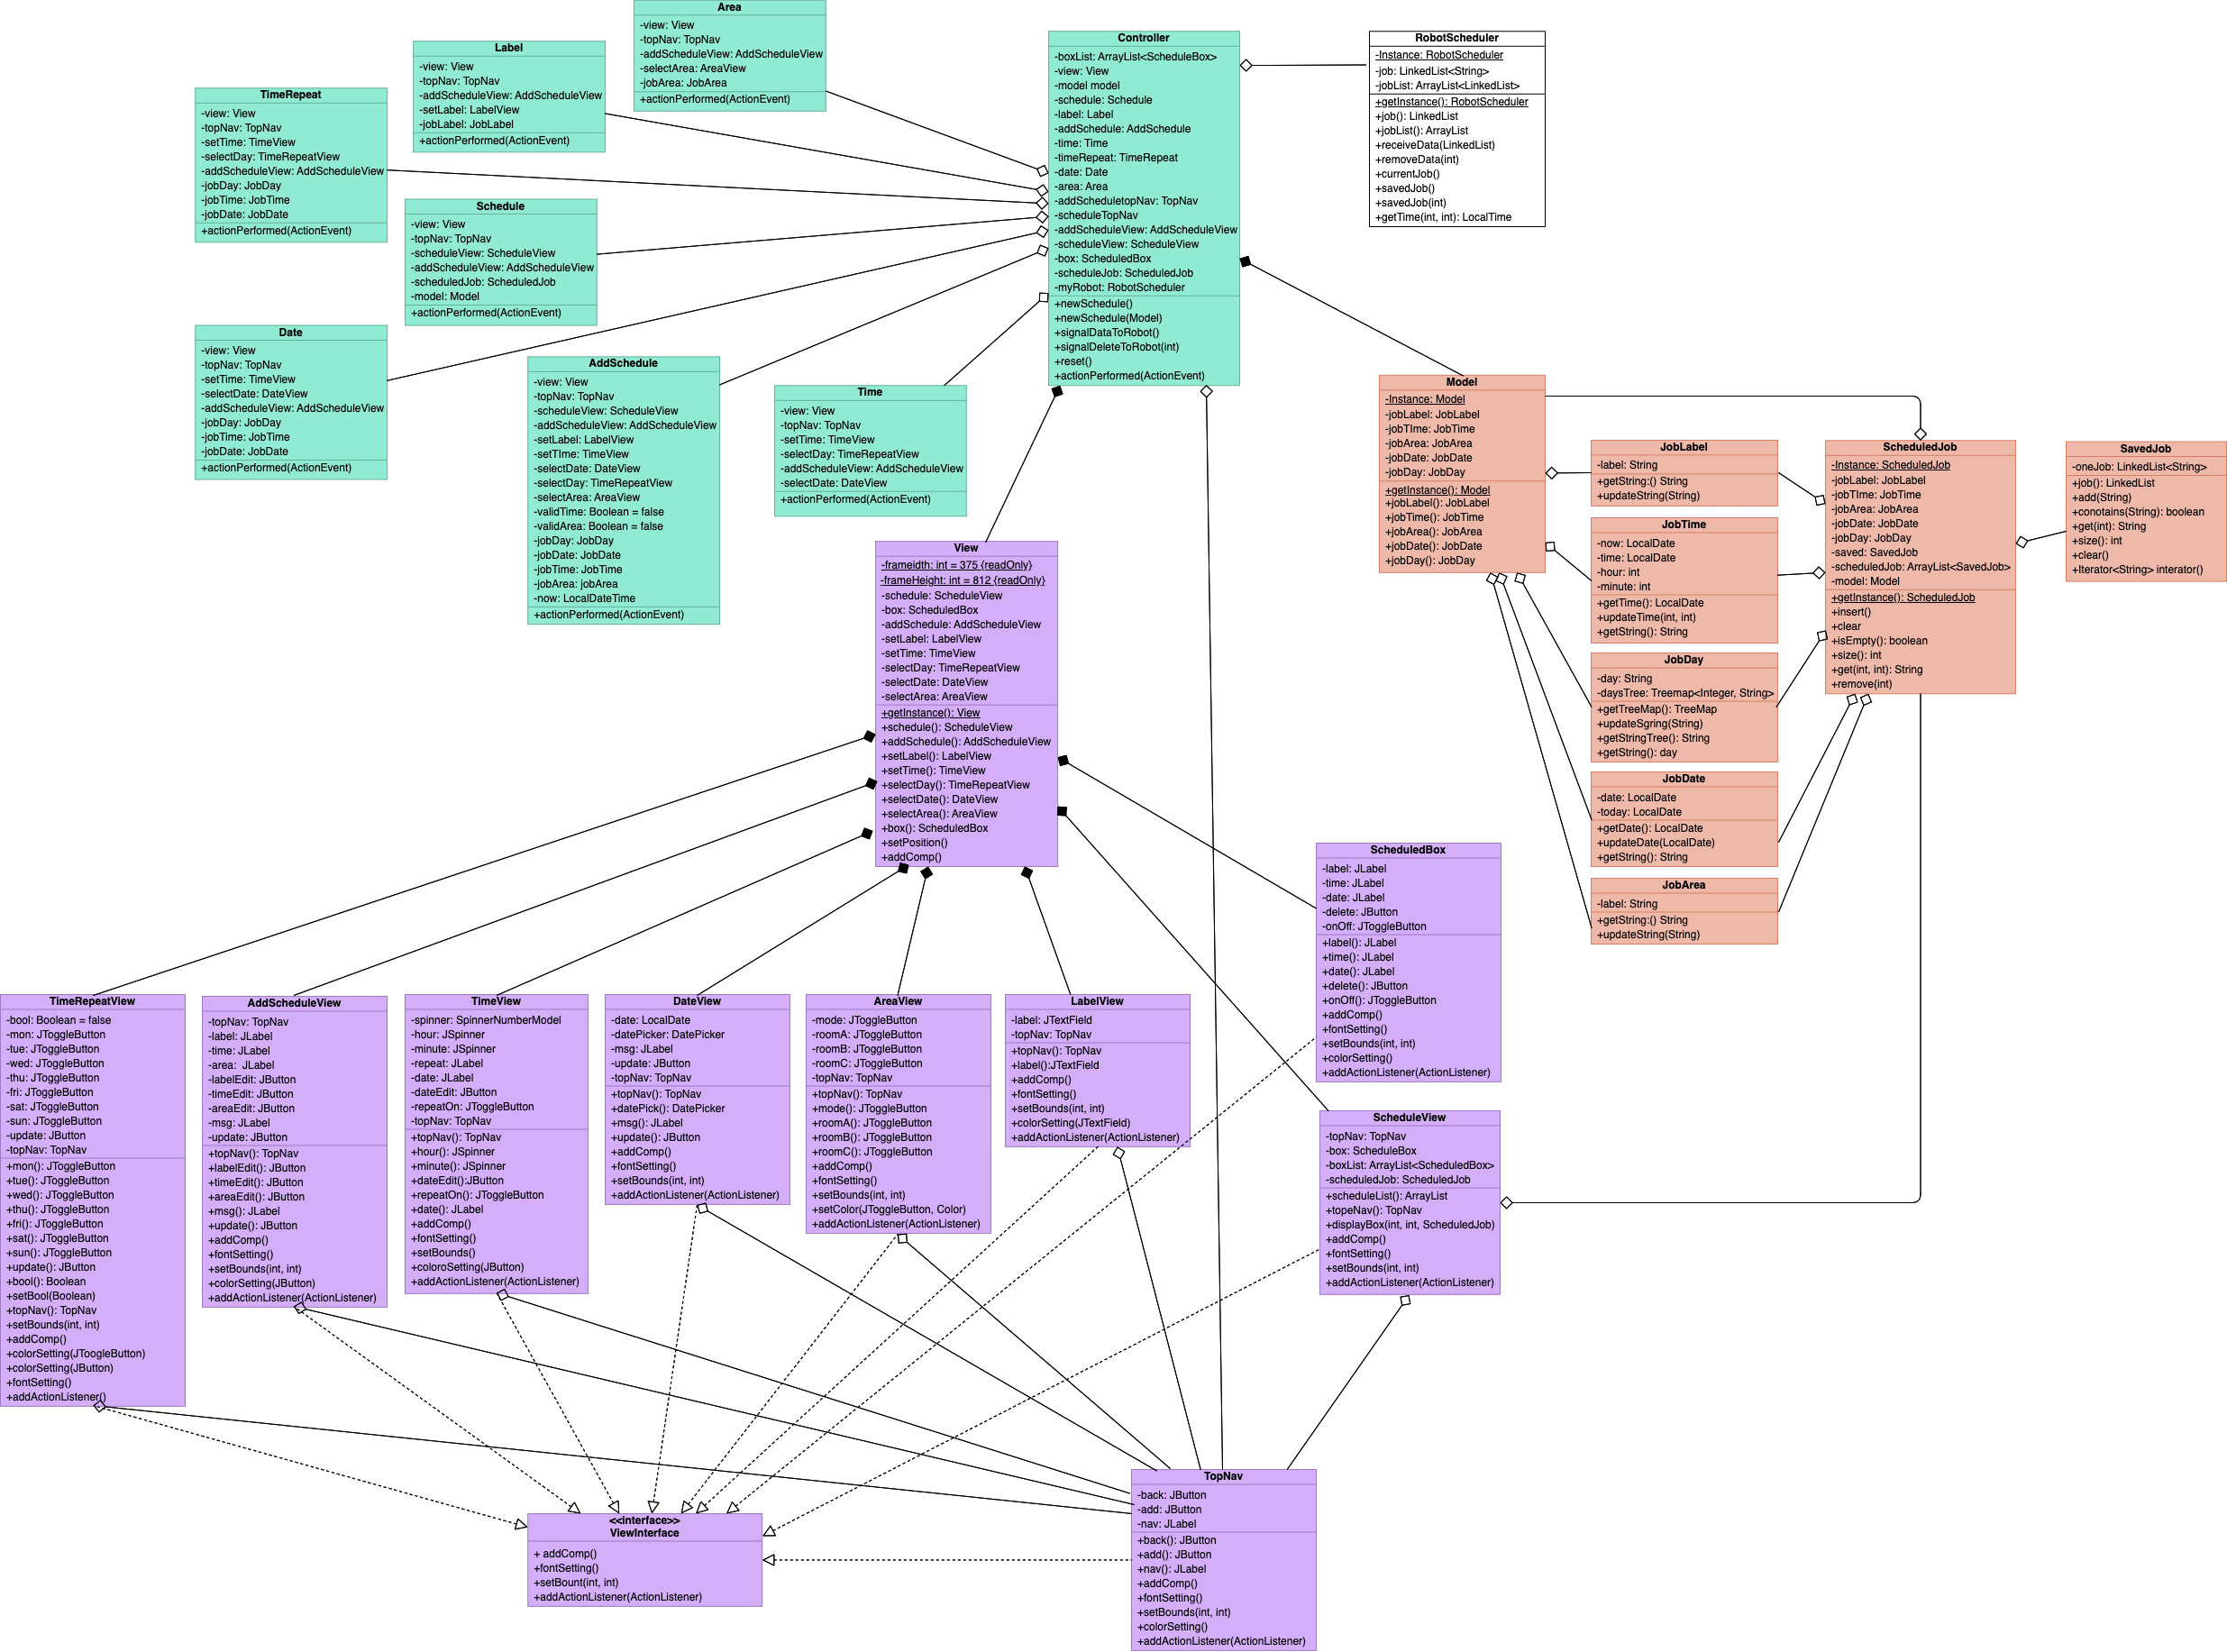 Area
-view: View
-topNav: TopNav
-addScheduleView: AddScheduleView
-selectArea: AreaView
-jobArea: JobArea
+actionPerformed(ActionEvent)
Label
-view: View
-topNav: TopNav
-addScheduleView: AddScheduleView
-setLabel: LabelView
-jobLabel: JobLabel
+actionPerformed(ActionEvent)
TimeRepeat
-view: View
-topNav: TopNav
-setTime: TimeView
-selectDay: TimeRepeatView
-addScheduleView: AddScheduleView
-jobDay: JobDay
-jobTime: JobTime
-jobDate: JobDate
+actionPerformed(ActionEvent)
Schedule
-view: View
-topNav: TopNav
-scheduleView: ScheduleView
-addScheduleView: AddScheduleView
-scheduledJob: ScheduledJob
-model: Model
+actionPerformed(ActionEvent)
Date
-view: View
-topNav: TopNav
-setTime: TimeView
-selectDate: DateView
-addScheduleView: AddScheduleView
-jobDay: JobDay
-jobTime: JobTime
-jobDate: JobDate
+actionPerformed(ActionEvent)
AddSchedule
-view: View
-topNav: TopNav
-scheduleView: ScheduleView
-addScheduleView: AddScheduleView
-setLabel: LabelView
-setTIme: TimeView
-selectDate: DateView
-selectDay: TimeRepeatView
-selectArea: AreaView
-validTime: Boolean = false
-validArea: Boolean = false
-jobDay: JobDay
-jobDate: JobDate
-jobTime: JobTime
-jobArea: jobArea
-now: LocalDateTime
+actionPerformed(ActionEvent)
Time
-view: View
-topNav: TopNav
-setTime: TimeView
-selectDay: TimeRepeatView
-addScheduleView: AddScheduleView
-selectDate: DateView
+actionPerformed(ActionEvent)
Controller
-boxList: ArrayList<ScheduleBox>
-view: View
-model model
-schedule: Schedule
-label: Label
-addSchedule: AddSchedule
-time: Time
-timeRepeat: TimeRepeat
-date: Date
-area: Area
-addScheduletopNav: TopNav
-scheduleTopNav
-addScheduleView: AddScheduleView
-scheduleView: ScheduleView
-box: ScheduledBox
-scheduleJob: ScheduledJob
-myRobot: RobotScheduler
+newSchedule()
+newSchedule(Model)
+signalDataToRobot()
+signalDeleteToRobot(int)
+reset()
+actionPerformed(ActionEvent)
RobotScheduler
-Instance: RobotScheduler
-job: LinkedList<String>
-jobList: ArrayList<LinkedList>
+getInstance(): RobotScheduler
+job(): LinkedList
+jobList(): ArrayList
+receiveData(LinkedList)
+removeData(int)
+currentJob()
+savedJob()
+savedJob(int)
+getTime(int, int): LocalTime
Model
-Instance: Model
-jobLabel: JobLabel
-jobTIme: JobTime
-jobArea: JobArea
-jobDate: JobDate
-jobDay: JobDay
+getInstance(): Model
+jobLabel(): JobLabel
+jobTime(): JobTime
+jobArea(): JobArea
+jobDate(): JobDate
+jobDay(): JobDay
JobLabel
-label: String
+getString:() String
+updateString(String)
JobTime
-now: LocalDate
-time: LocalDate
-hour: int
-minute: int
+getTime(): LocalDate
+updateTime(int, int)
+getString(): String
JobDay
-day: String
-daysTree: Treemap<Integer, String>
+getTreeMap(): TreeMap
+updateSgring(String)
+getStringTree(): String
+getString(): day
JobDate
-date: LocalDate
-today: LocalDate
+getDate(): LocalDate
+updateDate(LocalDate)
+getString(): String
JobArea
-label: String
+getString:() String
+updateString(String)
ScheduledJob
-Instance: ScheduledJob
-jobLabel: JobLabel
-jobTIme: JobTime
-jobArea: JobArea
-jobDate: JobDate
-jobDay: JobDay
-saved: SavedJob
-scheduledJob: ArrayList<SavedJob>
-model: Model
+getInstance(): ScheduledJob
+insert()
+clear
+isEmpty(): boolean
+size(): int
+get(int, int): String
+remove(int)
SavedJob
-oneJob: LinkedList<String>
+job(): LinkedList
+add(String)
+conotains(String): boolean
+get(int): String
+size(): int
+clear()
+Iterator<String> interator()
View
-frameidth: int = 375 {readOnly}
-frameHeight: int = 812 {readOnly}
-schedule: ScheduleView
-box: ScheduledBox
-addSchedule: AddScheduleView
-setLabel: LabelView
-setTime: TimeView
-selectDay: TimeRepeatView
-selectDate: DateView
-selectArea: AreaView
+getInstance(): View
+schedule(): ScheduleView
+addSchedule(): AddScheduleView
+setLabel(): LabelView
+setTime(): TimeView
+selectDay(): TimeRepeatView
+selectDate(): DateView
+selectArea(): AreaView
+box(): ScheduledBox
+setPosition()
+addComp()
TimeRepeatView
-bool: Boolean = false
-mon: JToggleButton
-tue: JToggleButton
-wed: JToggleButton
-thu: JToggleButton
-fri: JToggleButton
-sat: JToggleButton
-sun: JToggleButton
-update: JButton
-topNav: TopNav
+mon(): JToggleButton
+tue(): JToggleButton
+wed(): JToggleButton
+thu(): JToggleButton
+fri(): JToggleButton
+sat(): JToggleButton
+sun(): JToggleButton
+update(): JButton
+bool(): Boolean
+setBool(Boolean)
+topNav(): TopNav
+setBounds(int, int)
+addComp()
+colorSetting(JToogleButton)
+colorSetting(JButton)
+fontSetting()
+addActionListener()
AddScheduleView
-topNav: TopNav
-label: JLabel
-time: JLabel
-area: JLabel
-labelEdit: JButton
-timeEdit: JButton
-areaEdit: JButton
-msg: JLabel
-update: JButton
+topNav(): TopNav
+labelEdit(): JButton
+timeEdit(): JButton
+areaEdit(): JButton
+msg(): JLabel
+update(): JButton
+addComp()
+fontSetting()
+setBounds(int, int)
+colorSetting(JButton)
+addActionListener(ActionListener)
TimeView
-spinner: SpinnerNumberModel
-hour: JSpinner
-minute: JSpinner
-repeat: JLabel
-date: JLabel
-dateEdit: JButton
-repeatOn: JToggleButton
-topNav: TopNav
+topNav(): TopNav
+hour(): JSpinner
+minute(): JSpinner
+dateEdit():JButton
+repeatOn(): JToggleButton
+date(): JLabel
+addComp()
+fontSetting()
+setBounds()
+coloroSetting(JButton)
+addActionListener(ActionListener)
DateView
-date: LocalDate
-datePicker: DatePicker
-msg: JLabel
-update: JButton
-topNav: TopNav
+topNav(): TopNav
+datePick(): DatePicker
+msg(): JLabel
+update(): JButton
+addComp()
+fontSetting()
+setBounds(int, int)
+addActionListener(ActionListener)
AreaView
-mode: JToggleButton
-roomA: JToggleButton
-roomB: JToggleButton
-roomC: JToggleButton
-topNav: TopNav
+topNav(): TopNav
+mode(): JToggleButton
+roomA(): JToggleButton
+roomB(): JToggleButton
+roomC(): JToggleButton
+addComp()
+fontSetting()
+setBounds(int, int)
+setColor(JToggleButton, Color)
+addActionListener(ActionListener)
LabelView
-label: JTextField
-topNav: TopNav
+topNav(): TopNav
+label():JTextField
+addComp()
+fontSetting()
+setBounds(int, int)
+colorSetting(JTextField)
+addActionListener(ActionListener)
ScheduledBox
-label: JLabel
-time: JLabel
-date: JLabel
-delete: JButton
-onOff: JToggleButton
+label(): JLabel
+time(): JLabel
+date(): JLabel
+delete(): JButton
+onOff(): JToggleButton
+addComp()
+fontSetting()
+setBounds(int, int)
+colorSetting()
+addActionListener(ActionListener)
ScheduleView
-topNav: TopNav
-box: ScheduleBox
-boxList: ArrayList<ScheduledBox>
-scheduledJob: ScheduledJob
+scheduleList(): ArrayList
+topeNav(): TopNav
+displayBox(int, int, ScheduledJob)
+addComp()
+fontSetting()
+setBounds(int, int)
+addActionListener(ActionListener)
<<interface>>
ViewInterface
+ addComp()
+fontSetting()
+setBount(int, int)
+addActionListener(ActionListener)
TopNav
-back: JButton
-add: JButton
-nav: JLabel
+back(): JButton
+add(): JButton
+nav(): JLabel
+addComp()
+fontSetting()
+setBounds(int, int)
+colorSetting()
+addActionListener(ActionListener)